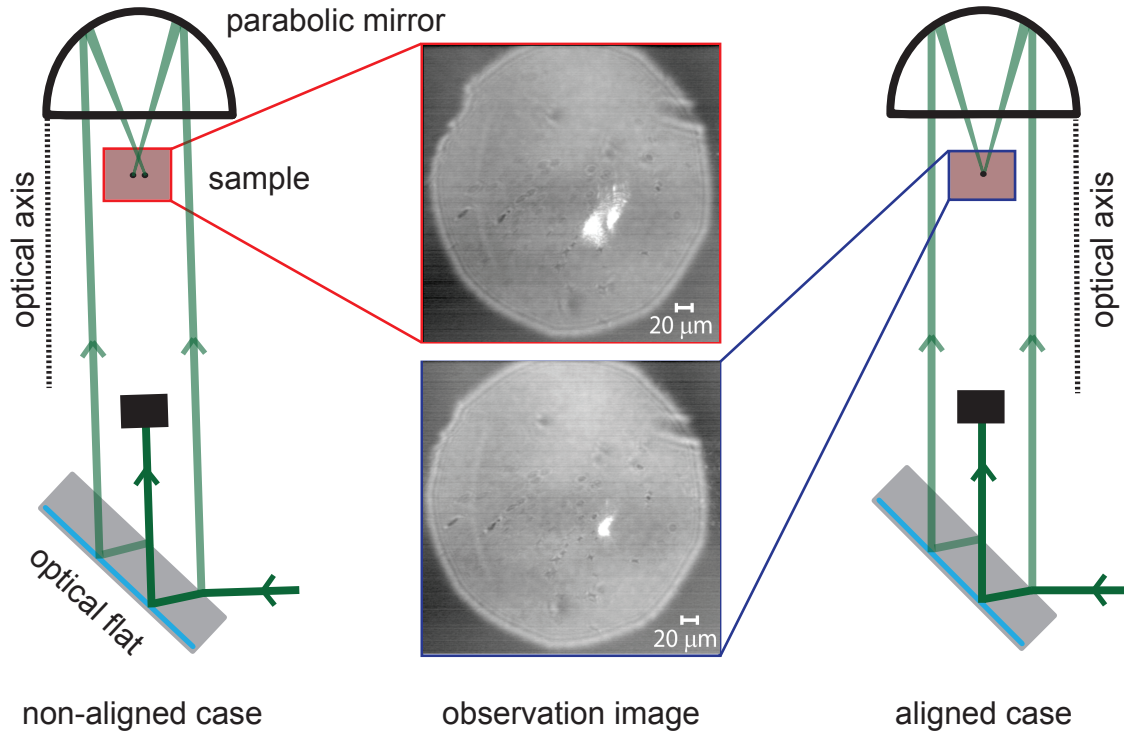 parabolic mirror
sample
optical axis
optical flat
20 μm
20 μm
optical axis
non-aligned case
observation image
aligned case